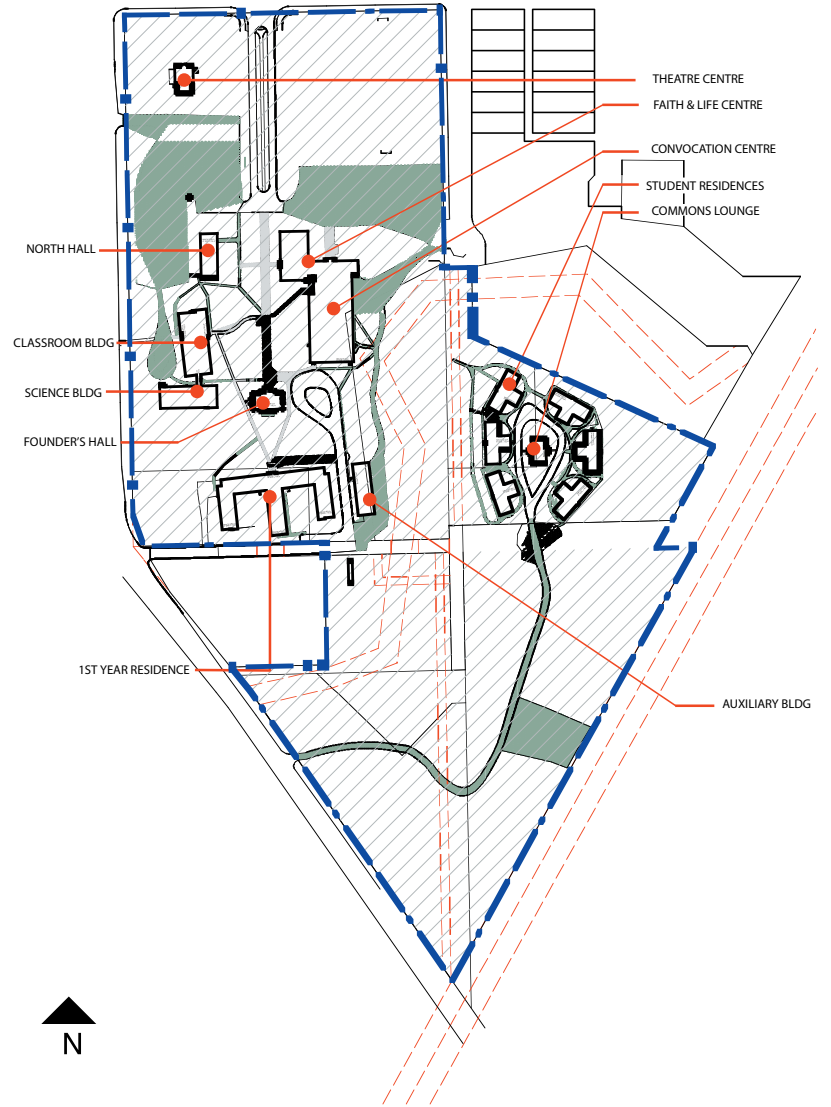 THEATRE CENTRE
FAITH & LIFE CENTRE
CONVOCATION CENTRE
STUDENT RESIDENCES
COMMONS LOUNGE
NORTH HALL
CLASSROOM BLDG
SCIENCE BLDG
FOUNDER'S HALL
1ST YEAR RESIDENCE
AUXILIARY BLDG
N